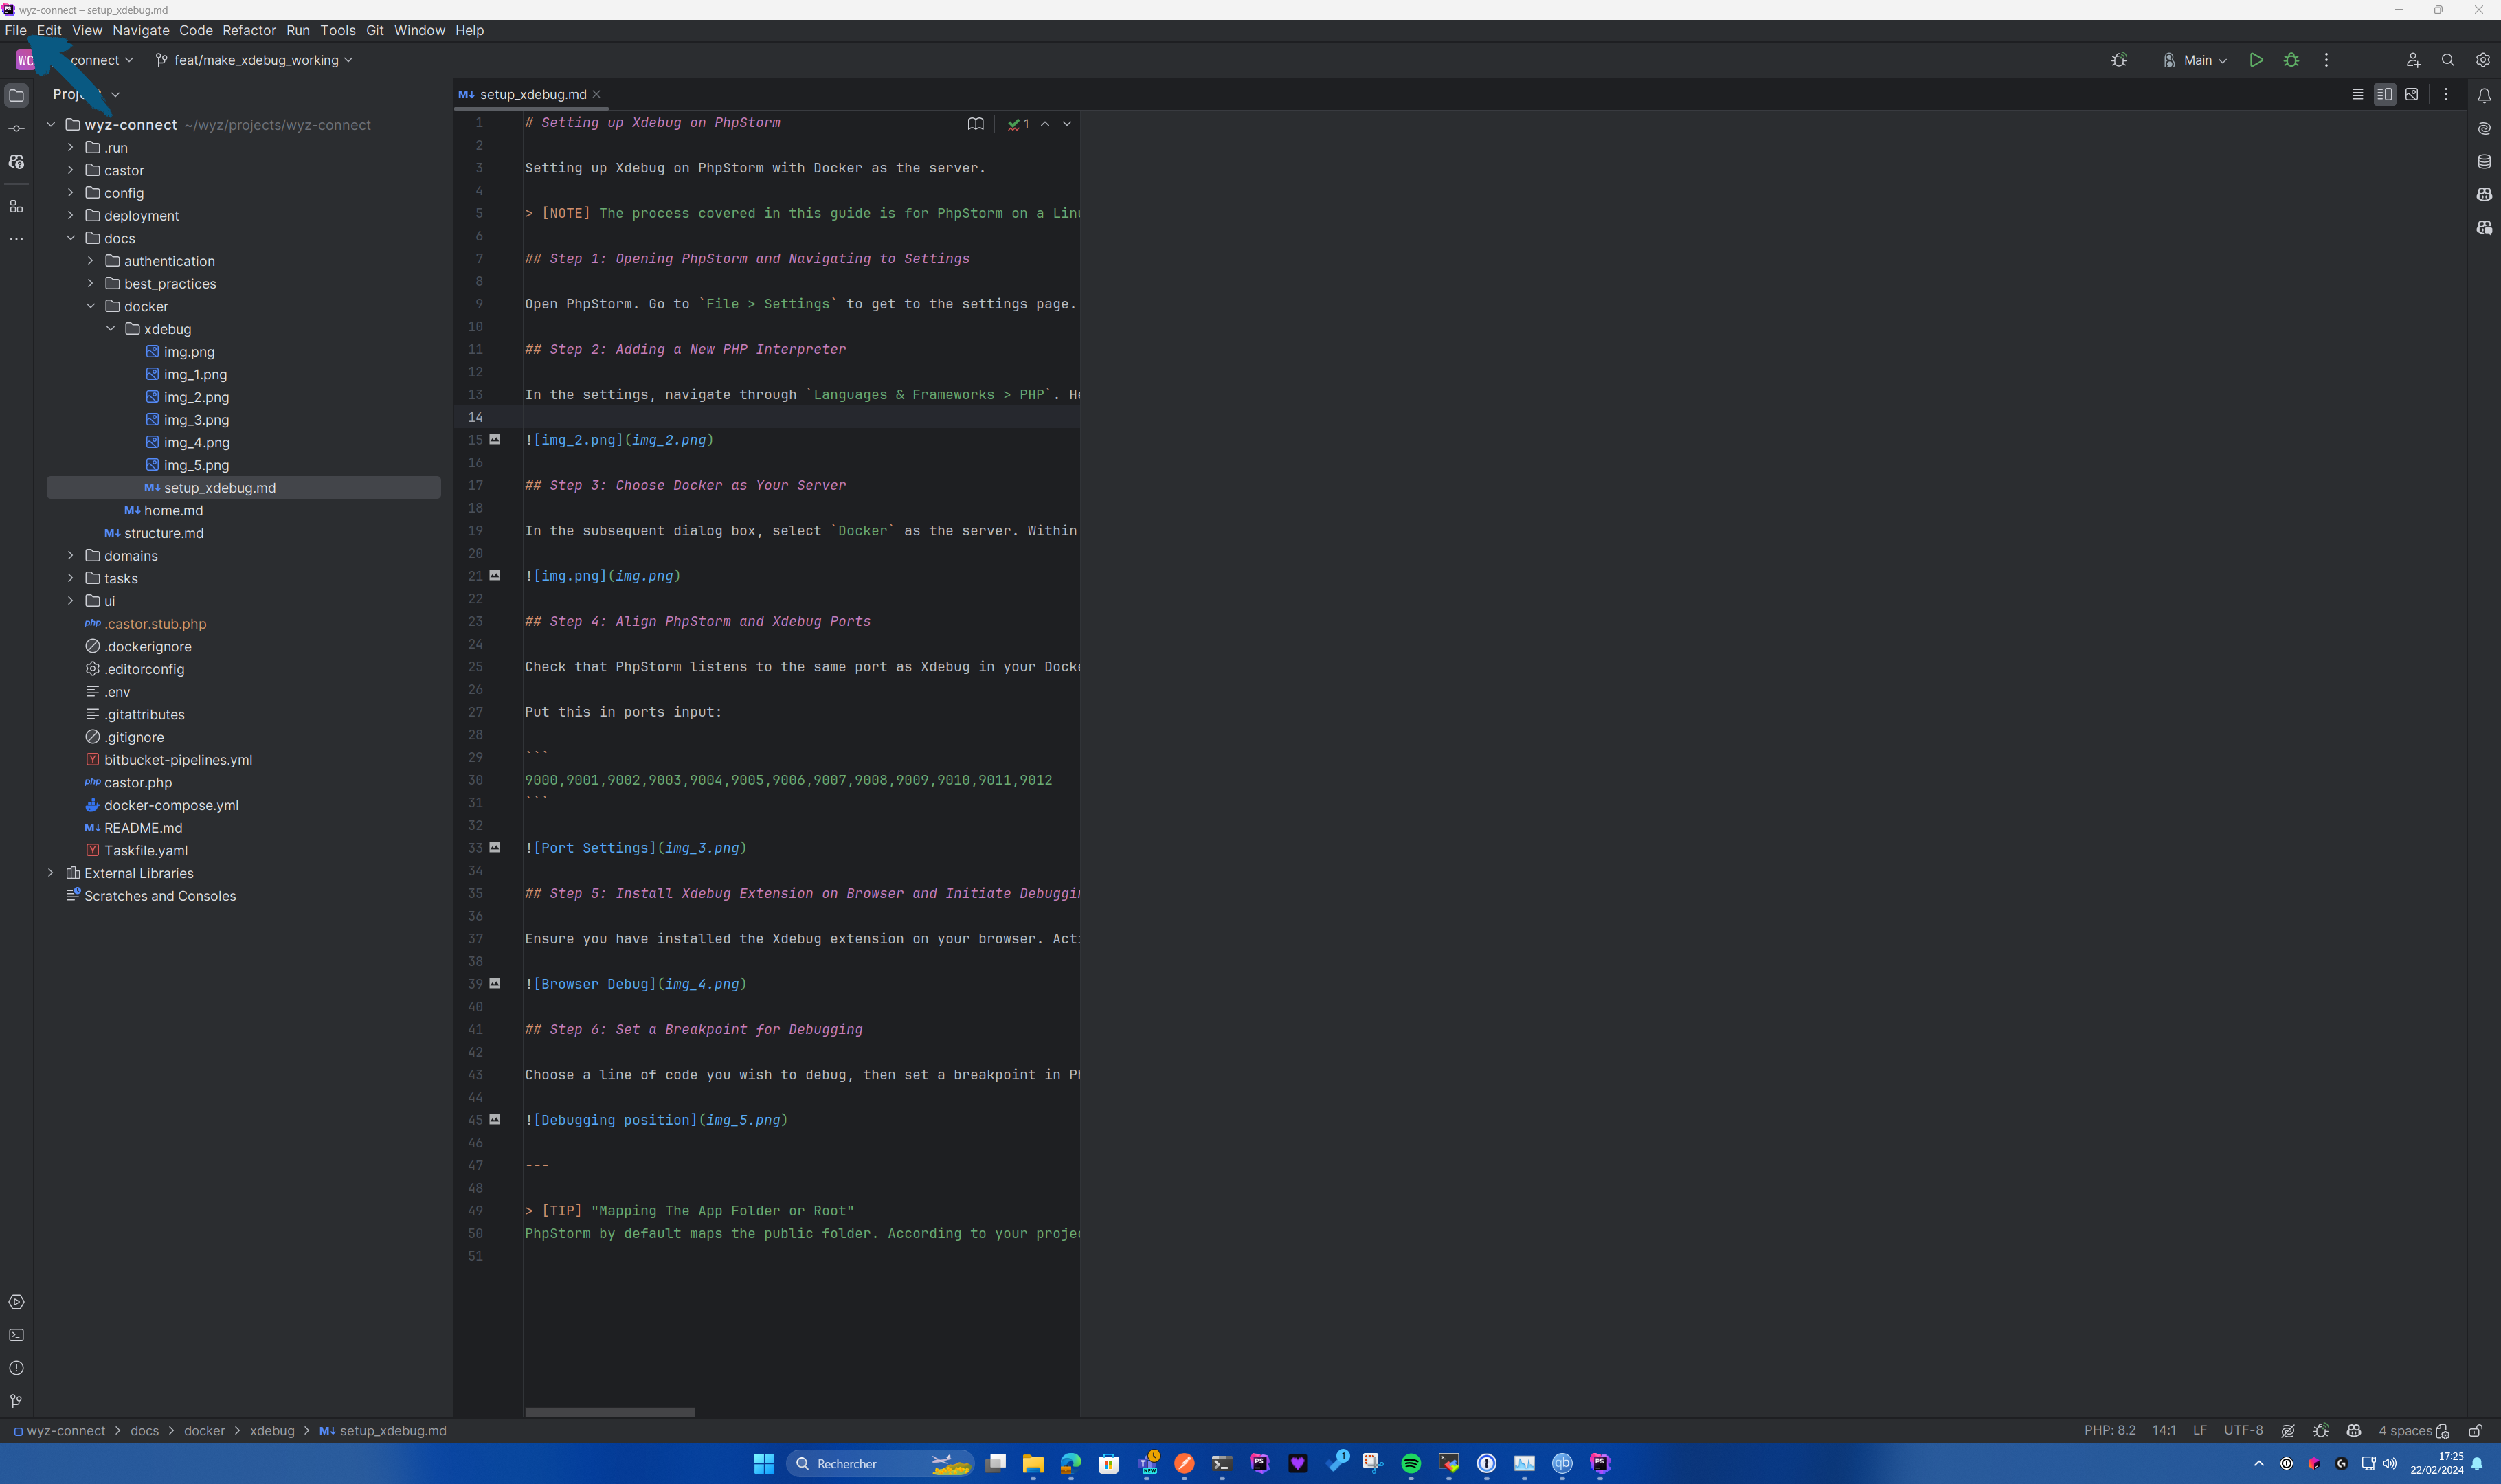 wyz-connect – setup_xdebug.md
File Edit View Navigate Code Refactor Run Tools Git Window Help
WC connect feat/make_xdebug_working Main
Project
setup_xdebug.md
wyz-connect ~/wyz/projects/wyz-connect
.run
castor
config
deployment
docs
authentication
best_practices
docker
xdebug
img.png
img_1.png
img_2.png
img_3.png
img_4.png
img_5.png
setup_xdebug.md
home.md
structure.md
domains
tasks
ui
.castor.stub.php
.dockerignore
.editorconfig
.env
.gitattributes
.gitignore
bitbucket-pipelines.yml
castor.php
docker-compose.yml
README.md
Taskfile.yaml
External Libraries
Scratches and Consoles
1 # Setting up Xdebug on PhpStorm 1
2
3 Setting up Xdebug on PhpStorm with Docker as the server.
4
5 > [NOTE] The process covered in this guide is for PhpStorm on a
6
7 ## Step 1: Opening PhpStorm and Navigating to Settings
8
9 Open PhpStorm. Go to `File > Settings` to get to the settings page.
10
11 ## Step 2: Adding a New PHP Interpreter
12
13 In the settings, navigate through `Languages & Frameworks > PHP`.
14
15 ![img_2.png](img_2.png)
16
17 ## Step 3: Choose Docker as Your Server
18
19 In the subsequent dialog box, select `Docker` as the server. Within
20
21 ![img.png](img.png)
22
23 ## Step 4: Align PhpStorm and Xdebug Ports
24
25 Check that PhpStorm listens to the same port as Xdebug in your
26
27 Put this in ports input:
28
29 ```
30 9000,9001,9002,9003,9004,9005,9006,9007,9008,9009,9010,9011,9012
31 ```
32
33 ![Port Settings](img_3.png)
34
35 ## Step 5: Install Xdebug Extension on Browser and Initiate
36
37 Ensure you have installed the Xdebug extension on your browser.
38
39 ![Browser Debug](img_4.png)
40
41 ## Step 6: Set a Breakpoint for Debugging
42
43 Choose a line of code you wish to debug, then set a breakpoint in
44
45 ![Debugging position](img_5.png)
46
47 ---
48
49 > [TIP] "Mapping The App Folder or Root"
50 PhpStorm by default maps the public folder. According to your
51
wyz-connect > docs > docker > xdebug > setup_xdebug.md PHP: 8.2 14:1 LF UTF-8 4 spaces
Rechercher
17:25
22/02/2024